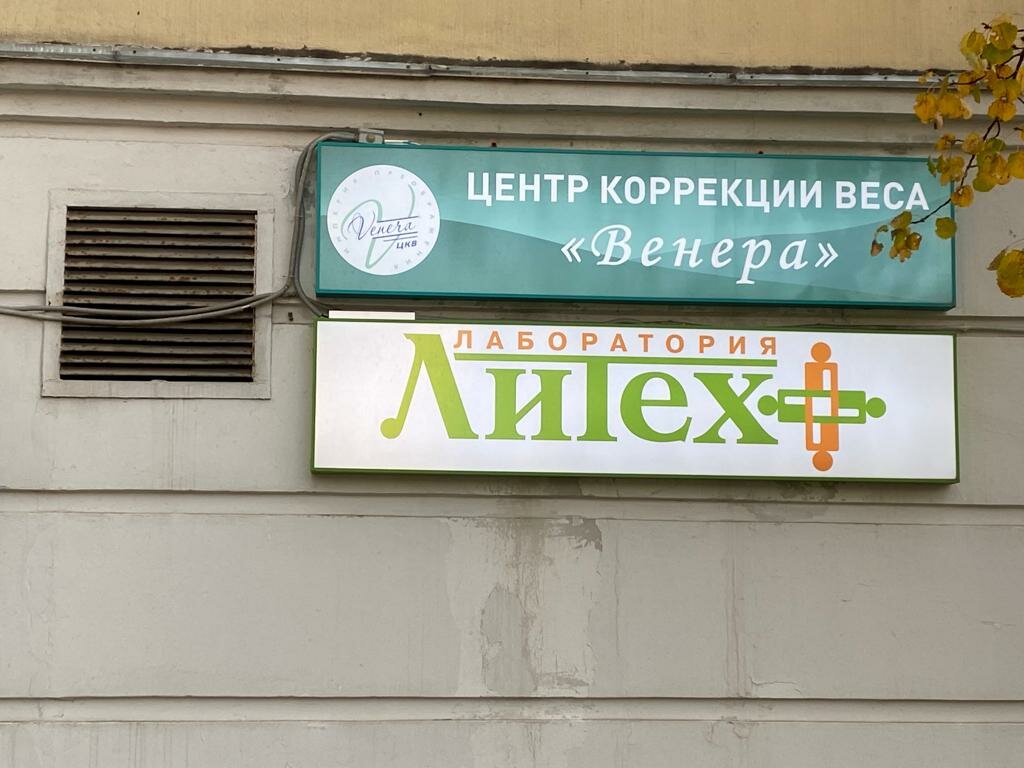 ЦЕНТР КОРРЕКЦИИ ВЕСА
«Венера»
Venera
ЦКВ
ЛАБОРАТОРИЯ
ЛиТех